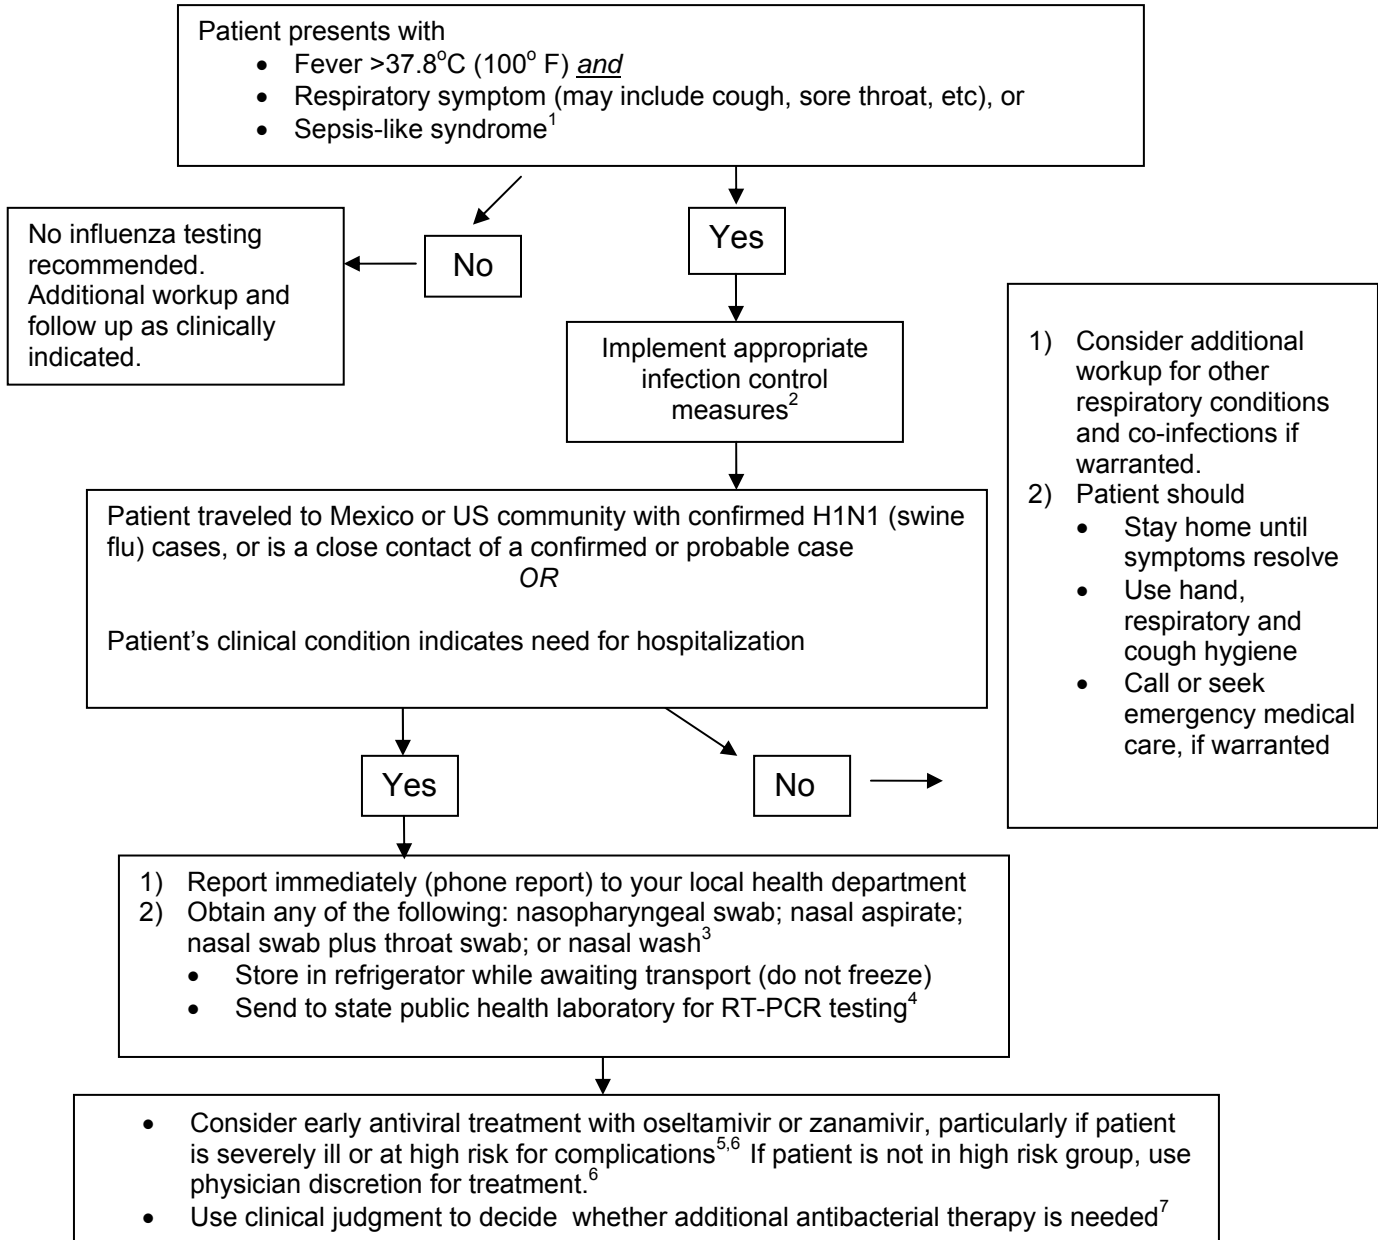 Patient presents with
• Fever >37.8°C (100° F) and
• Respiratory symptom (may include cough, sore throat, etc), or
• Sepsis-like syndrome1
No influenza testing
recommended.
Additional workup and
follow up as clinically
indicated.
No
Yes
Implement appropriate
infection control
measures2
Patient traveled to Mexico or US community with confirmed H1N1 (swine
flu) cases, or is a close contact of a confirmed or probable case
OR
Patient's clinical condition indicates need for hospitalization
Yes
No
1) Consider additional
workup for other
respiratory conditions
and co-infections if
warranted.
2) Patient should
• Stay home until
symptoms resolve
• Use hand,
respiratory and
cough hygiene
• Call or seek
emergency medical
care, if warranted
1) Report immediately (phone report) to your local health department
2) Obtain any of the following: nasopharyngeal swab; nasal aspirate;
nasal swab plus throat swab; or nasal wash3
• Store in refrigerator while awaiting transport (do not freeze)
• Send to state public health laboratory for RT-PCR testing4
• Consider early antiviral treatment with oseltamivir or zanamivir, particularly if patient
is severely ill or at high risk for complications5,6 If patient is not in high risk group, use
physician discretion for treatment.6
• Use clinical judgment to decide whether additional antibacterial therapy is needed7